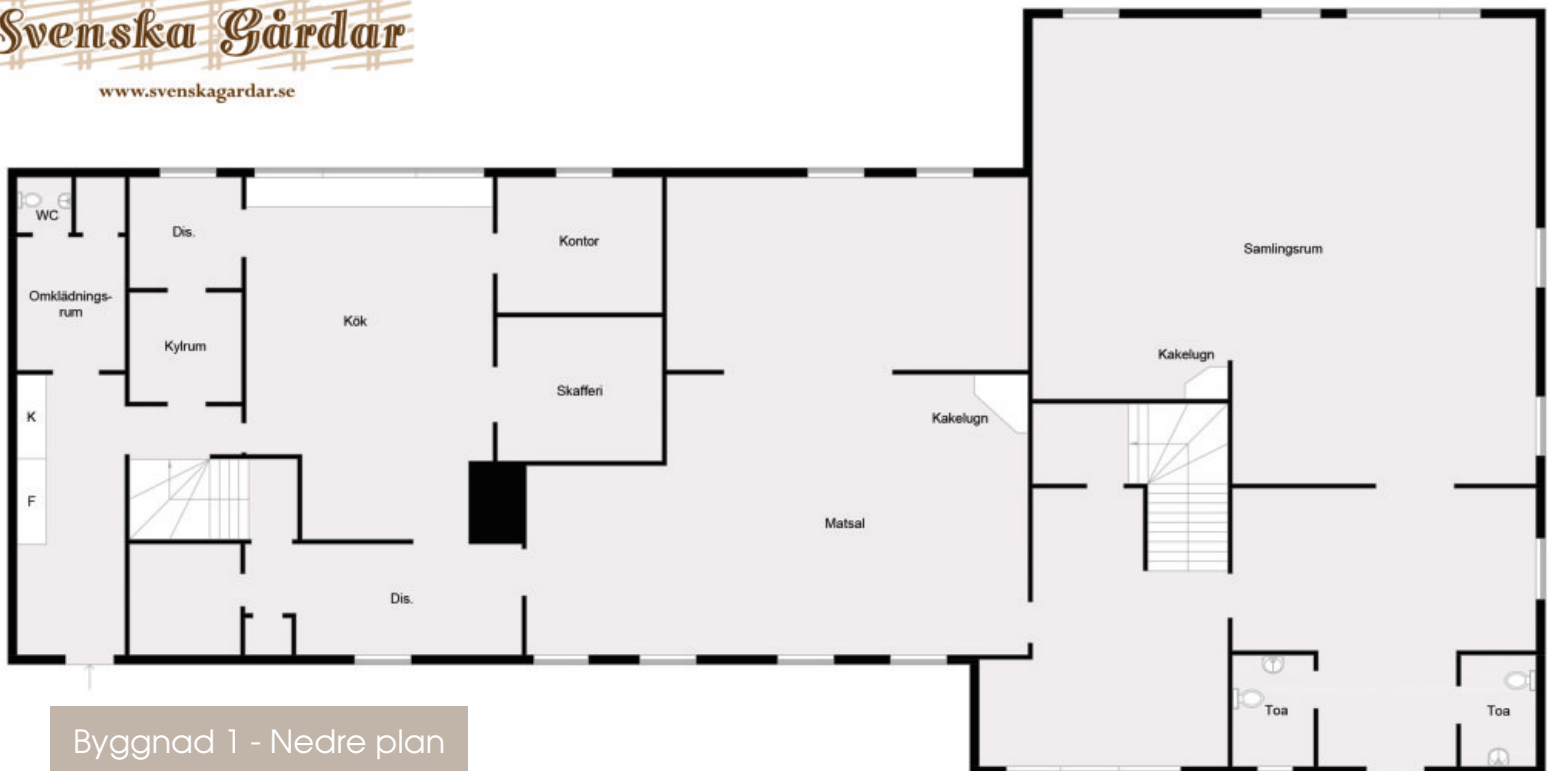 Svenska Gårdar
www.svenskagardar.se
WC
Dis.
Kontor
Samlingsrum
Omklädnings-
rum
Kök
Kylrum
Kakelugn
Skafferi
K
Kakelugn
F
Matsal
Dis.
Toa
Toa
Byggnad 1 - Nedre plan